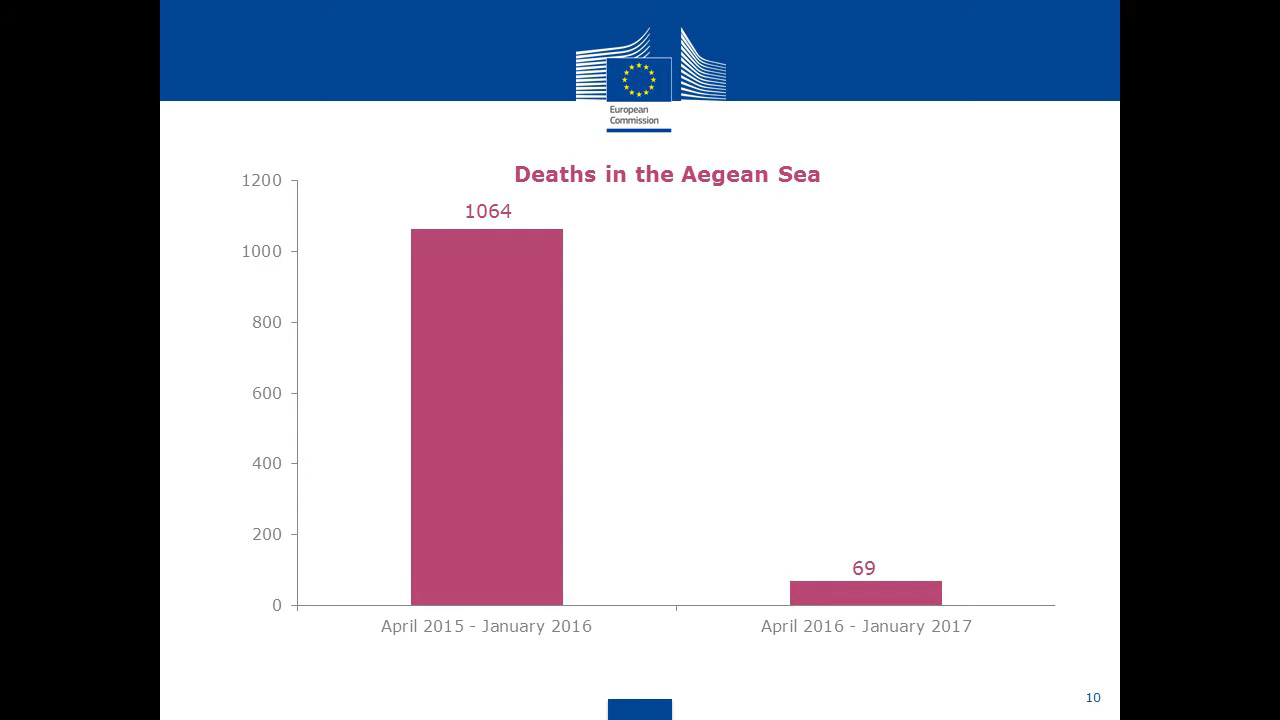 European
Commission
Deaths in the Aegean Sea
1200
1064
1000
800
600
400
200
69
0
April 2015 - January 2016
April 2016 - January 2017
10